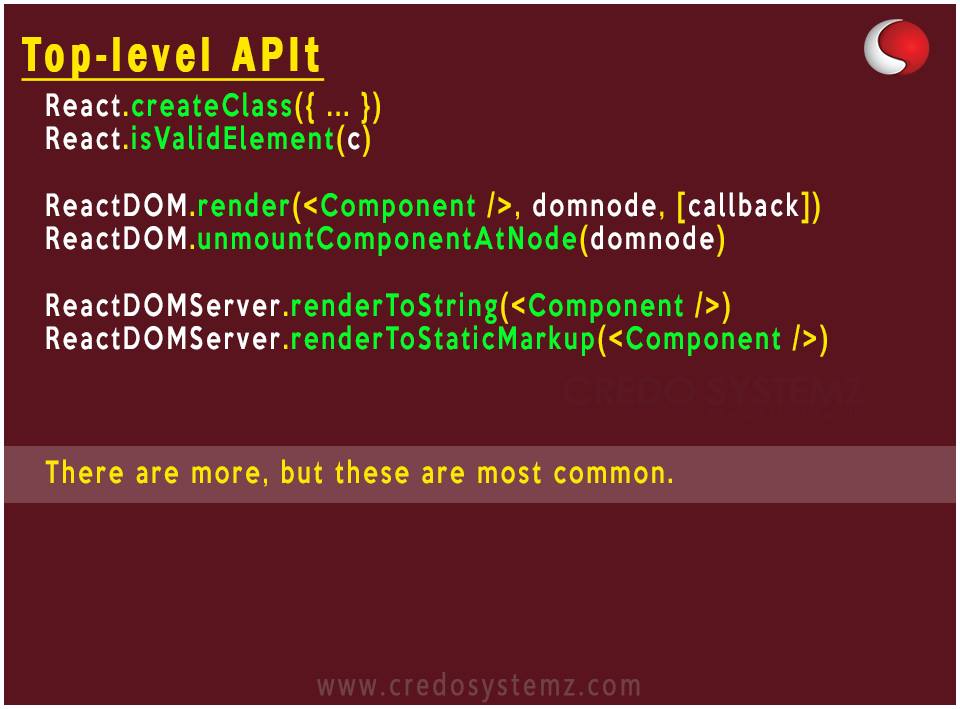 Top-level APIt
React.createClass({ ... })
React.isValidElement(c)
ReactDOM.render(<Component />, domnode, [callback])
ReactDOM.unmountComponentAtNode(domnode)
ReactDOMServer.renderToString(<Component />)
ReactDOMServer.renderToStaticMarkup(<Component />)
CREDO SYSTEMZ
There are more, but these are most common.
www.credosystemz.com